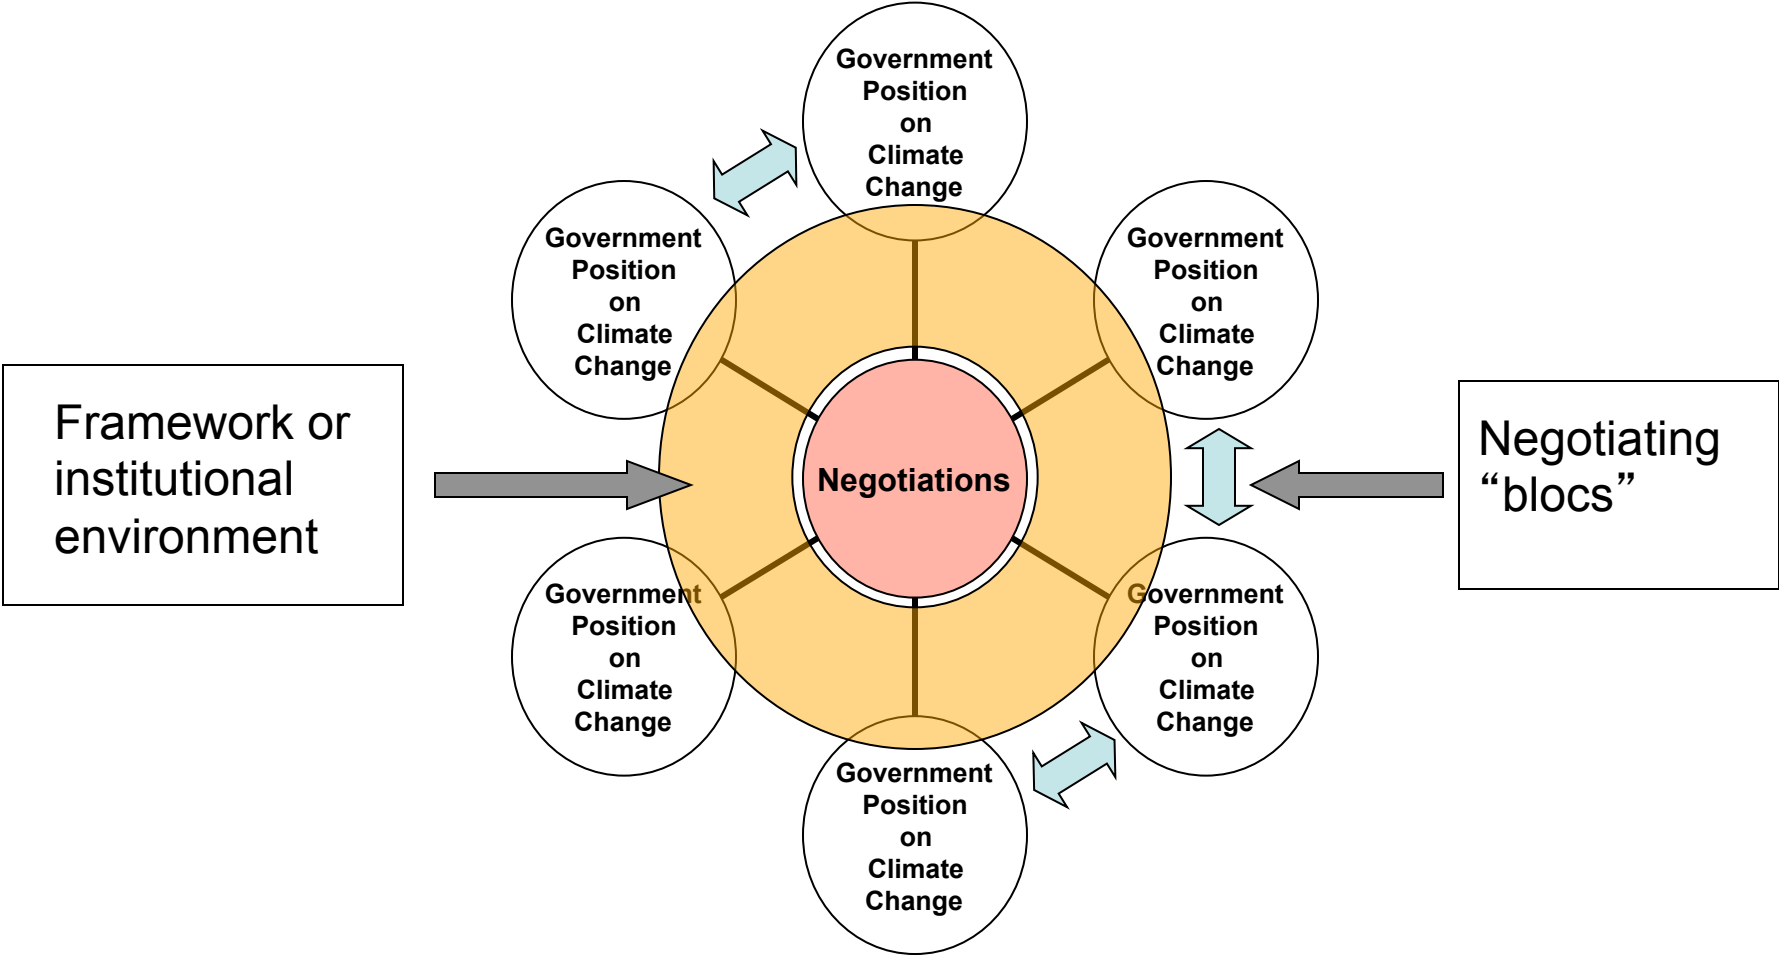 Government
Position
on
Climate
Change
Government
Position
on
Climate
Change
Government
Position
on
Climate
Change
Framework or
institutional
environment
Negotiations
Negotiating
“blocs”
Government
Position
on
Climate
Change
Government
Position
on
Climate
Change
Government
Position
on
Climate
Change